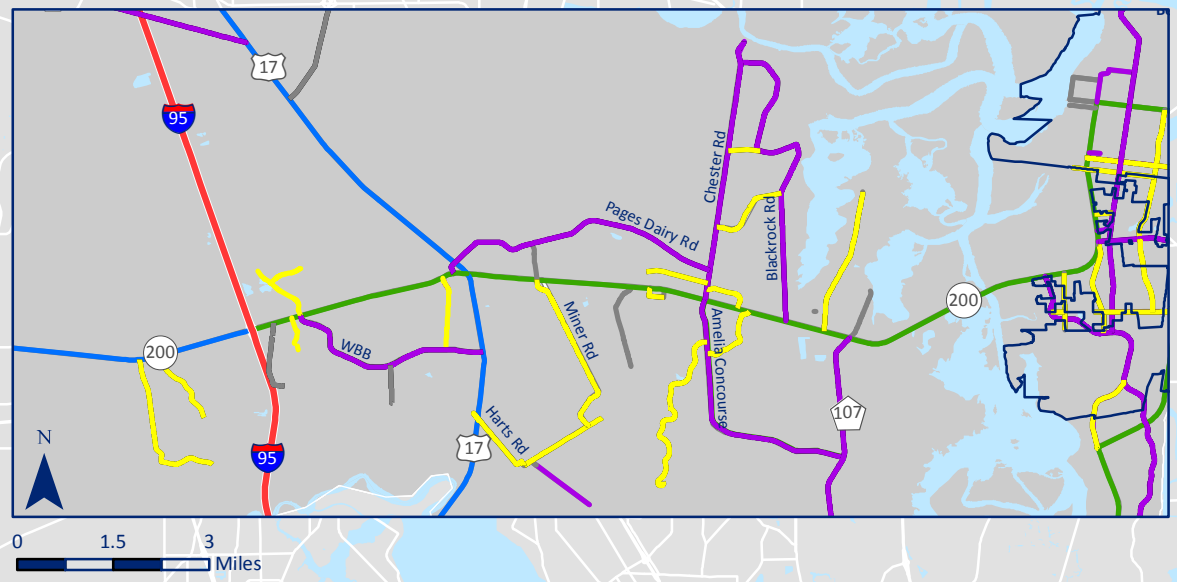 17
95
Chester Rd
Pages Dairy Rd
Blackrock Rd
200
Miner Rd
Amelia Concourse
200
WBB
107
Harts Rd
17
N
95
0 1.5 3
Miles